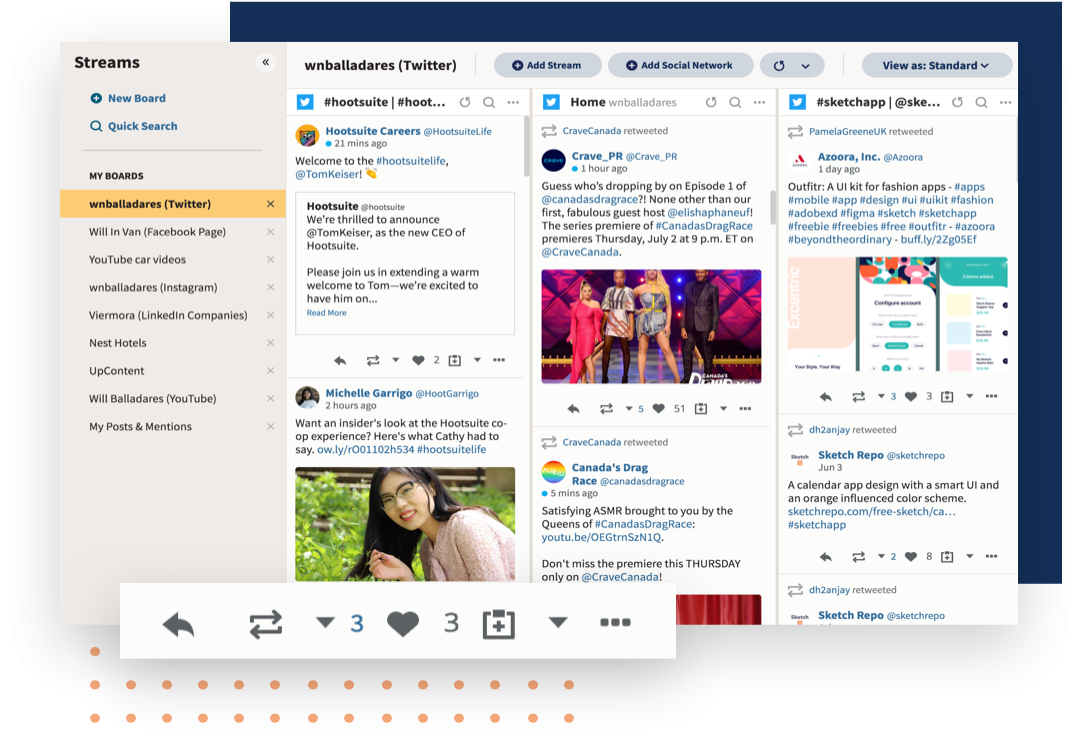 Streams
«
New Board
Quick Search
MY BOARDS
wnballadares (Twitter)
Will In Van (Facebook Page)
YouTube car videos
wnballadares (Instagram)
Viermora (LinkedIn Companies)
Nest Hotels
UpContent
Will Balladares (YouTube)
My Posts & Mentions
wnballadares (Twitter)
Add Stream
Add Social Network
View as: Standard
#hootsuite | #hoot...
Hootsuite Careers @HootsuiteLife
21 mins ago
Welcome to the #hootsuitelife,
@TomKeiser! 👏
Hootsuite @hootsuite
We're thrilled to announce
@TomKeiser, as the new CEO of
Hootsuite.
Please join us in extending a warm
welcome to Tom—we're excited to
have him on...
Read More
2
Michelle Garrigo @HootGarrigo
2 hours ago
Want an insider's look at the Hootsuite co-
op experience? Here's what Cathy had to
say. ow.ly/rO01102h534 #hootsuitelife
Home wnballadares
CraveCanada retweeted
crave
Crave_PR @Crave_PR
1 hour ago
Guess who's dropping by on Episode 1 of
@canadasdragrace?! None other than our
first, fabulous guest host @elishaphaneuf!
The series premiere of #CanadasDragRace
premieres Thursday, July 2 at 9 p.m. ET on
@CraveCanada.
CANADA'S
5 51
CraveCanada retweeted
Canada's Drag
Race @canadasdragrace
5 mins ago
Satisfying ASMR brought to you by the
Queens of #CanadasDragRace:
youtu.be/OEGtrnSzN1Q.
Don't miss the premiere this THURSDAY
only on @CraveCanada!
#sketchapp | @ske...
PamelaGreeneUK retweeted
AZOORA
Azoora, Inc. @Azoora
1 day ago
Outfitr: A UI kit for fashion apps - #apps
#mobile #app #design #ui #uikit #fashion
#adobexd #figma #sketch #sketchapp
#freebie #freebies #free #outfitr - #azoora
#beyondtheordinary - buff.ly/2Zg05Ef
Excentric
Your Style, Your Way
Configure account
3 items added
3 3
dh2anjay retweeted
Sketch
Sketch Repo @sketchrepo
Jun 3
A calendar app design with a smart UI and
an orange influenced color scheme.
sketchrepo.com/free-sketch/ca...
#sketchapp
2 8
dh2anjay retweeted
Sketch
Sketch Repo @sketchrepo
3 3